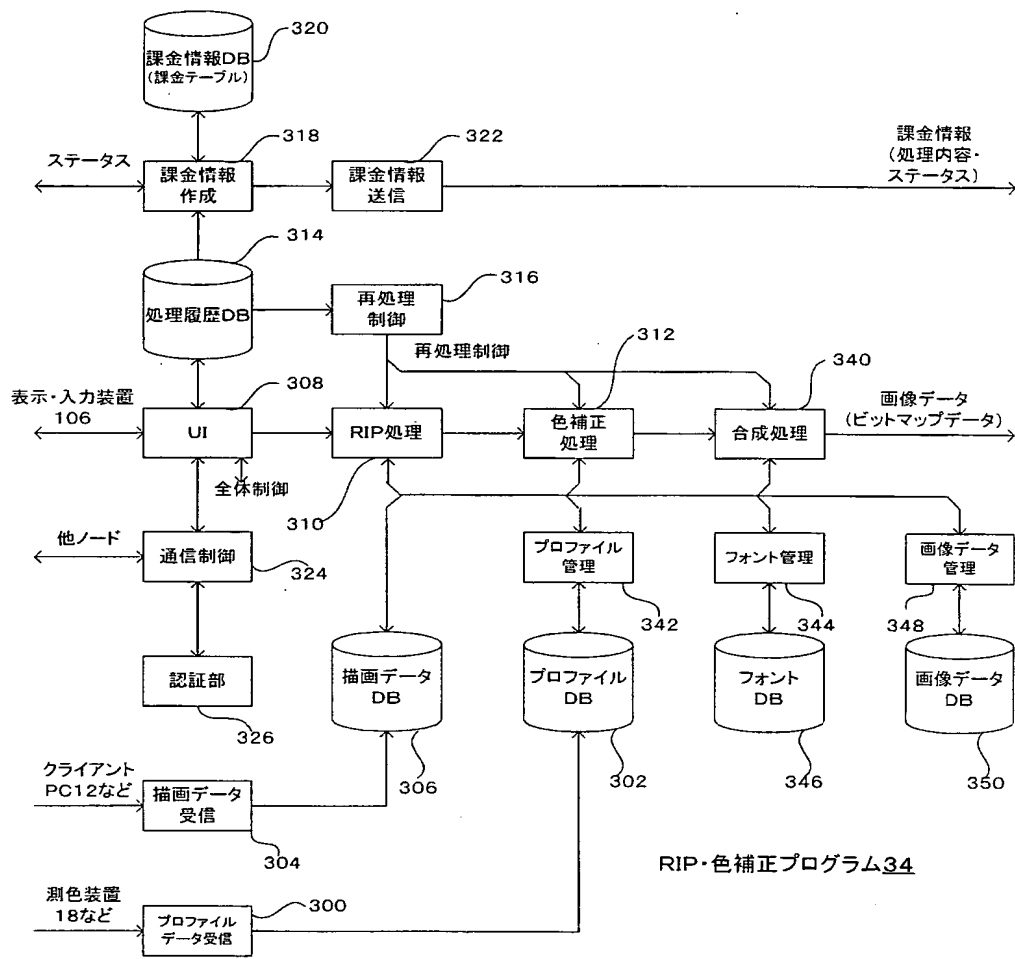 320
課金情報DB
(課金テーブル)
318
322
課金情報
(処理内容・
ステータス)
ステータス
課金情報
作成
課金情報
送信
314
316
処理履歴DB
再処理
制御
再処理制御
312
340
表示・入力装置
106
308
画像データ
(ビットマップデータ)
UI
RIP処理
色補正
処理
合成処理
全体制御
310
他ノード
通信制御
324
プロファイル
管理
342
フォント管理
344
画像データ
管理
348
認証部
326
描画データ
DB
306
プロファイル
DB
302
フォント
DB
346
画像データ
DB
350
クライアント
PC12など
描画データ
受信
304
RIP・色補正プログラム34
測色装置
18など
300
プロファイル
データ受信